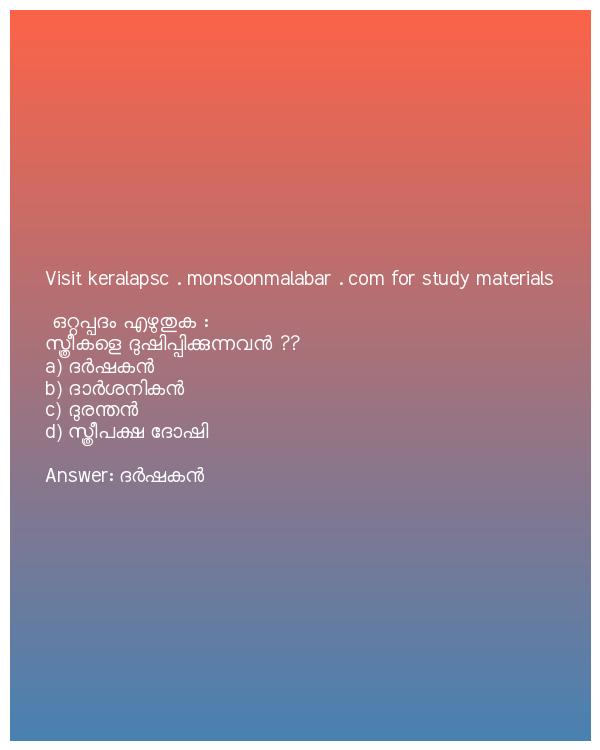 Visit keralapsc . monsoonmalabar . com for study materials
ഒറ്റപ്പദം എഴുതുക :
സ്ത്രീകളെ ദുഷിപ്പിക്കുന്നവൻ ??
a) ദർഷകൻ
b) ദാർശനികൻ
c) ദുരന്തൻ
d) സ്ത്രീപക്ഷ ദോഷി
Answer: ദർഷകൻ